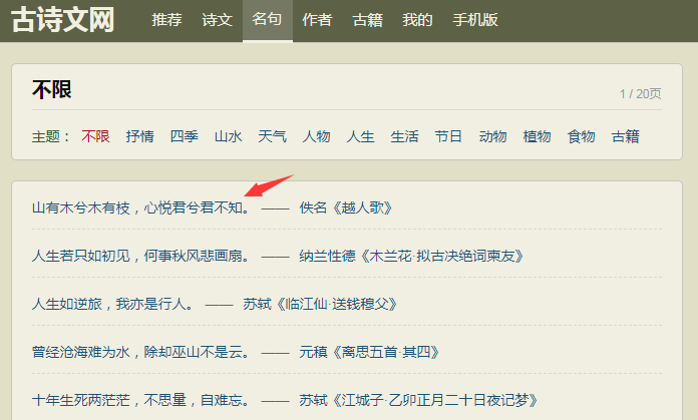 古诗文网 推荐 诗文 名句 作者 古籍 我的 手机版
不限 1 / 20页
主题： 不限 抒情 四季 山水 天气 人物 人生 生活 节日 动物 植物 食物 古籍
山有木兮木有枝，心悦君兮君不知。 —— 佚名《越人歌》
人生若只如初见，何事秋风悲画扇。 —— 纳兰性德《木兰花·拟古决绝词柬友》
人生如逆旅，我亦是行人。 —— 苏轼《临江仙·送钱穆父》
曾经沧海难为水，除却巫山不是云。 —— 元稹《离思五首·其四》
十年生死两茫茫，不思量，自难忘。 —— 苏轼《江城子·乙卯正月二十日夜记梦》